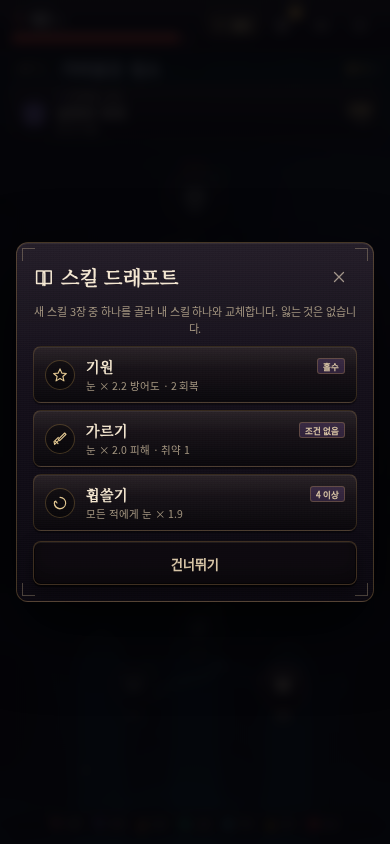 스킬 드래프트
새 스킬 3장 중 하나를 골라 내 스킬 하나와 교체합니다. 잃는 것은 없습니
다.
기원
홀수
눈 × 2.2 방어도 · 2 회복
가르기
조건 없음
눈 × 2.0 피해 · 취약 1
휩쓸기
4 이상
모든 적에게 눈 × 1.9
건너뛰기